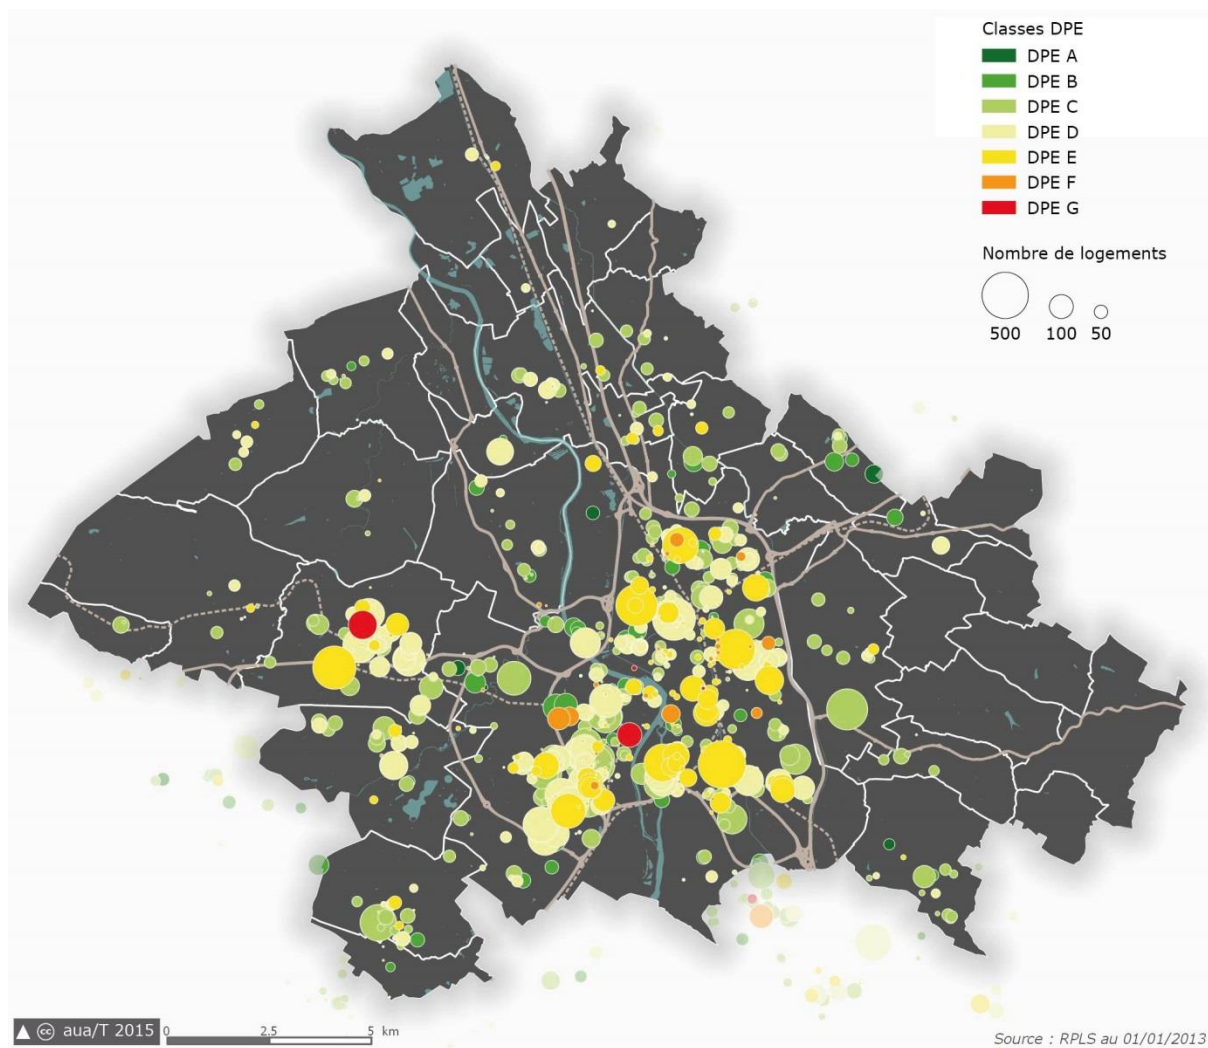 Classes DPE
DPE A
DPE B
DPE C
DPE D
DPE E
DPE F
DPE G
Nombre de logements
500 100 50
aua/T 2015
0 2.5 5 km
Source : RPLS au 01/01/2013